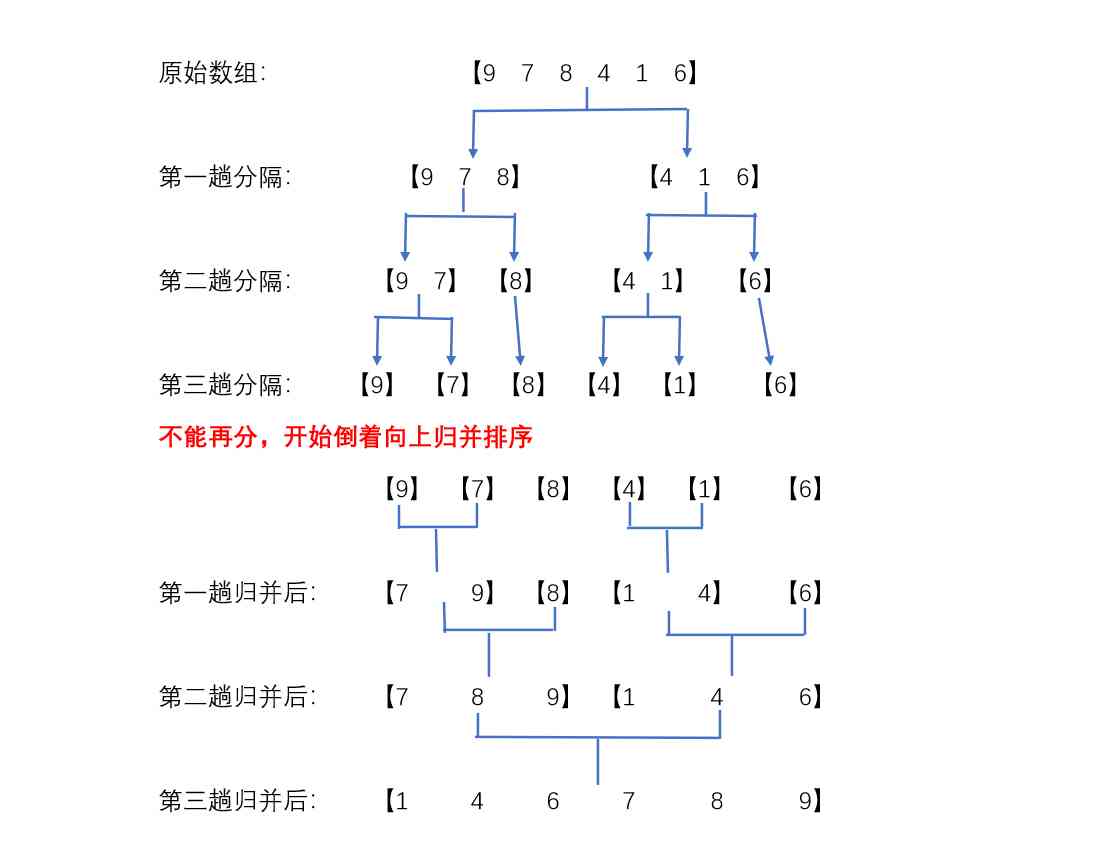 原始数组： 【9 7 8 4 1 6】
第一趟分隔： 【9 7 8】 【4 1 6】
第二趟分隔： 【9 7】 【8】 【4 1】 【6】
第三趟分隔： 【9】 【7】 【8】 【4】 【1】 【6】
不能再分，开始倒着向上归并排序
【9】 【7】 【8】 【4】 【1】 【6】
第一趟归并后： 【7 9】 【8】 【1 4】 【6】
第二趟归并后： 【7 8 9】 【1 4 6】
第三趟归并后： 【1 4 6 7 8 9】